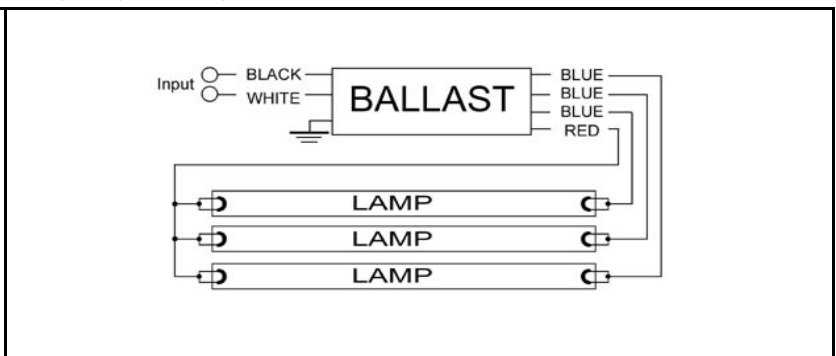 Input
BLACK
WHITE
BALLAST
BLUE
BLUE
BLUE
RED
LAMP
LAMP
LAMP